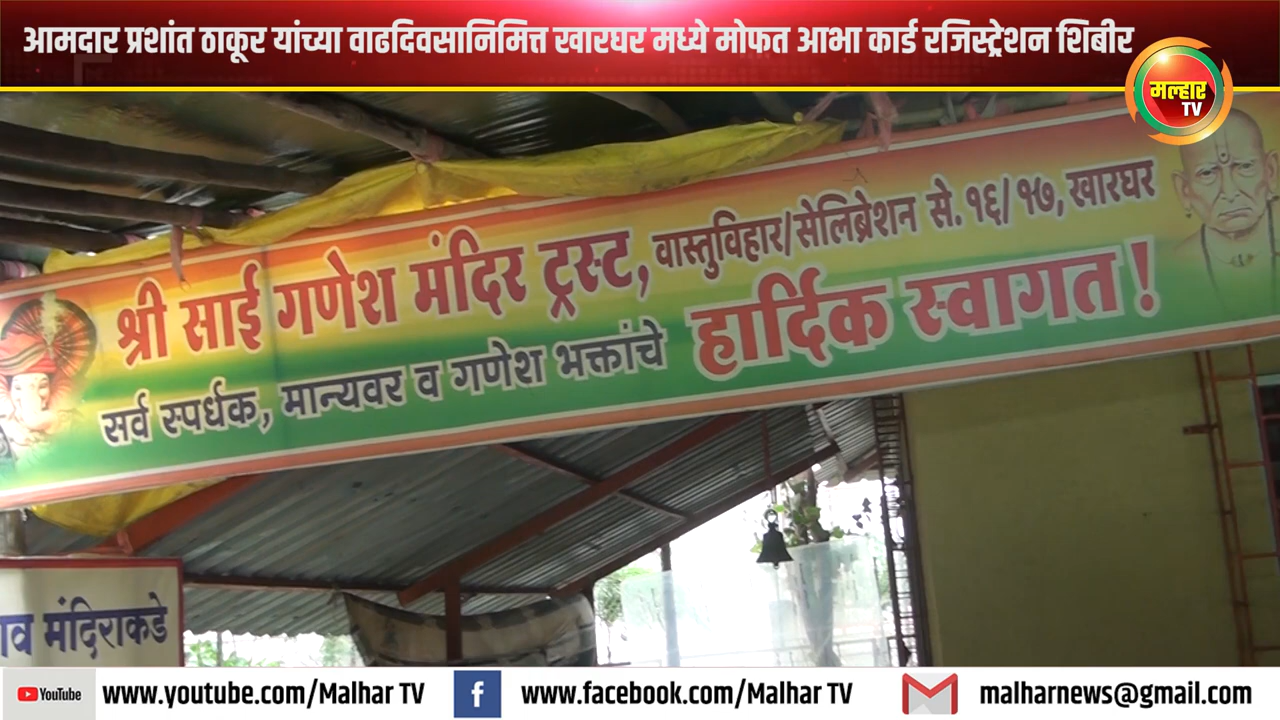 आमदार प्रशांत ठाकूर यांच्या वाढदिवसानिमित्त खारघर मध्ये मोफत आभा कार्ड रजिस्ट्रेशन शिबीर
मल्हार
TV
श्री साई गणेश मंदिर ट्रस्ट, वास्तुविहार/सेलिब्रेशन से. १६/१७, खारघर
सर्व स्पर्धक, मान्यवर व गणेश भक्तांचे हार्दिक स्वागत !
मंदिराकडे
YouTube www.youtube.com/Malhar TV
f www.facebook.com/Malhar TV
malharnews@gmail.com